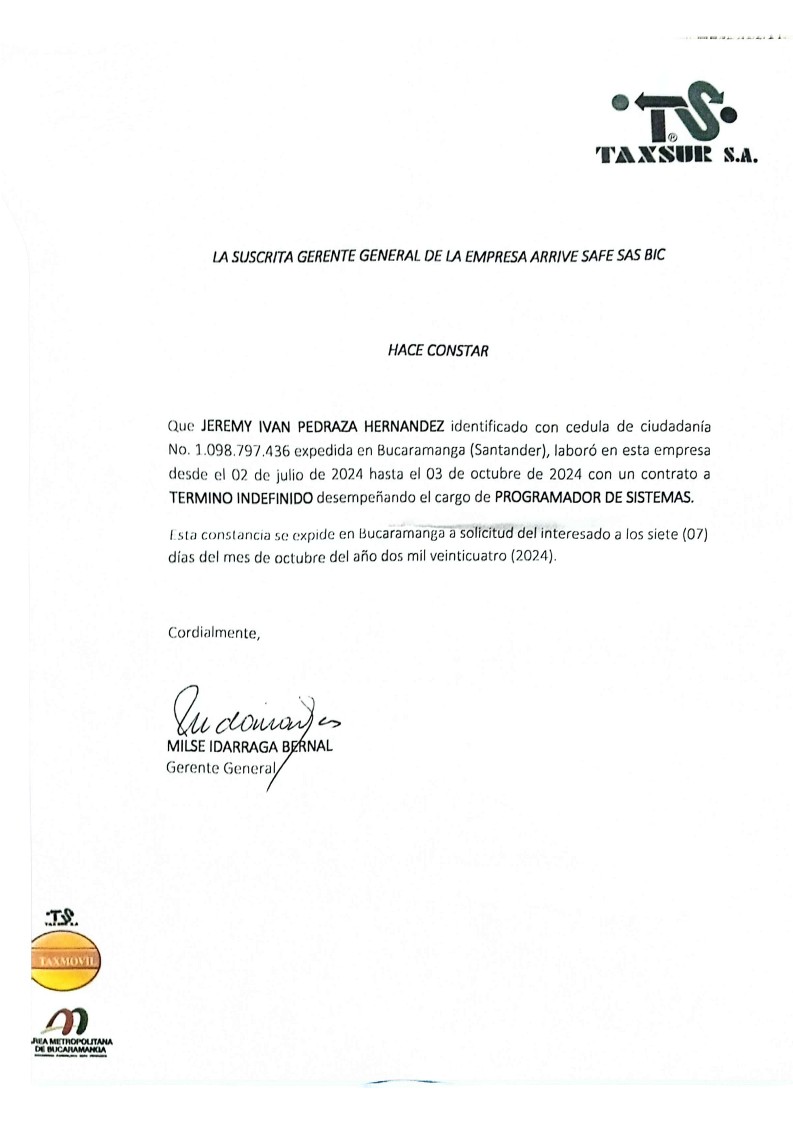 TS®
TAXSUR S.A.
LA SUSCRITA GERENTE GENERAL DE LA EMPRESA ARRIVE SAFE SAS BIC
HACE CONSTAR
Que JEREMY IVAN PEDRAZA HERNANDEZ identificado con cedula de ciudadanía
No. 1.098.797.436 expedida en Bucaramanga (Santander), laboró en esta empresa
desde el 02 de julio de 2024 hasta el 03 de octubre de 2024 con un contrato a
TERMINO INDEFINIDO desempeñando el cargo de PROGRAMADOR DE SISTEMAS.
Esta constancia se expide en Bucaramanga a solicitud del interesado a los siete (07)
días del mes de octubre del año dos mil veinticuatro (2024).
Cordialmente,
MILSE IDARRAGA BERNAL
Gerente General
TS
TAXMOVIL
AREA METROPOLITANA
DE BUCARAMANGA